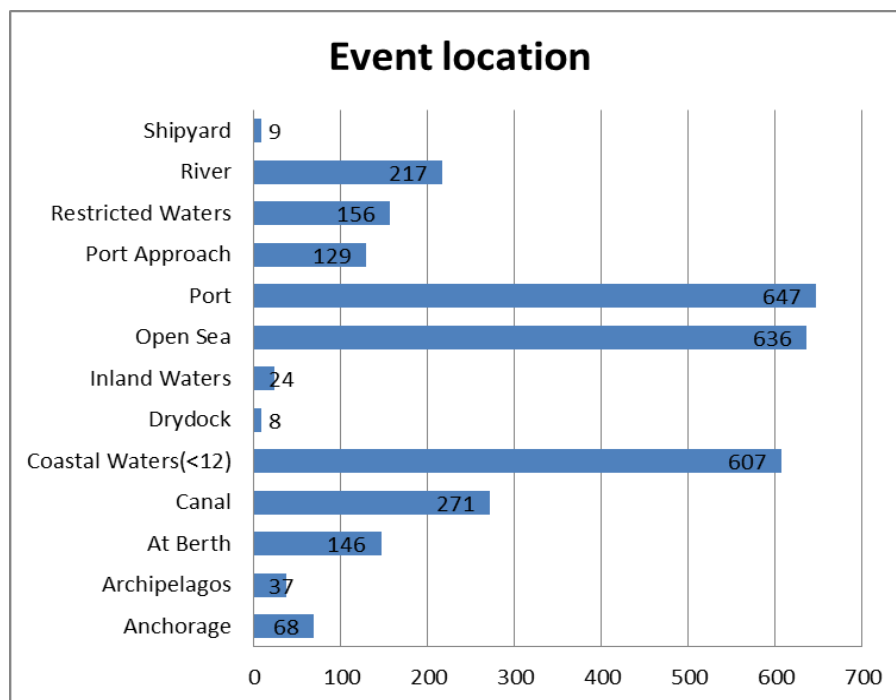 Event location
Shipyard 9
River 217
Restricted Waters 156
Port Approach 129
Port 647
Open Sea 636
Inland Waters 24
Drydock 8
Coastal Waters(<12) 607
Canal 271
At Berth 146
Archipelagos 37
Anchorage 68
0 100 200 300 400 500 600 700